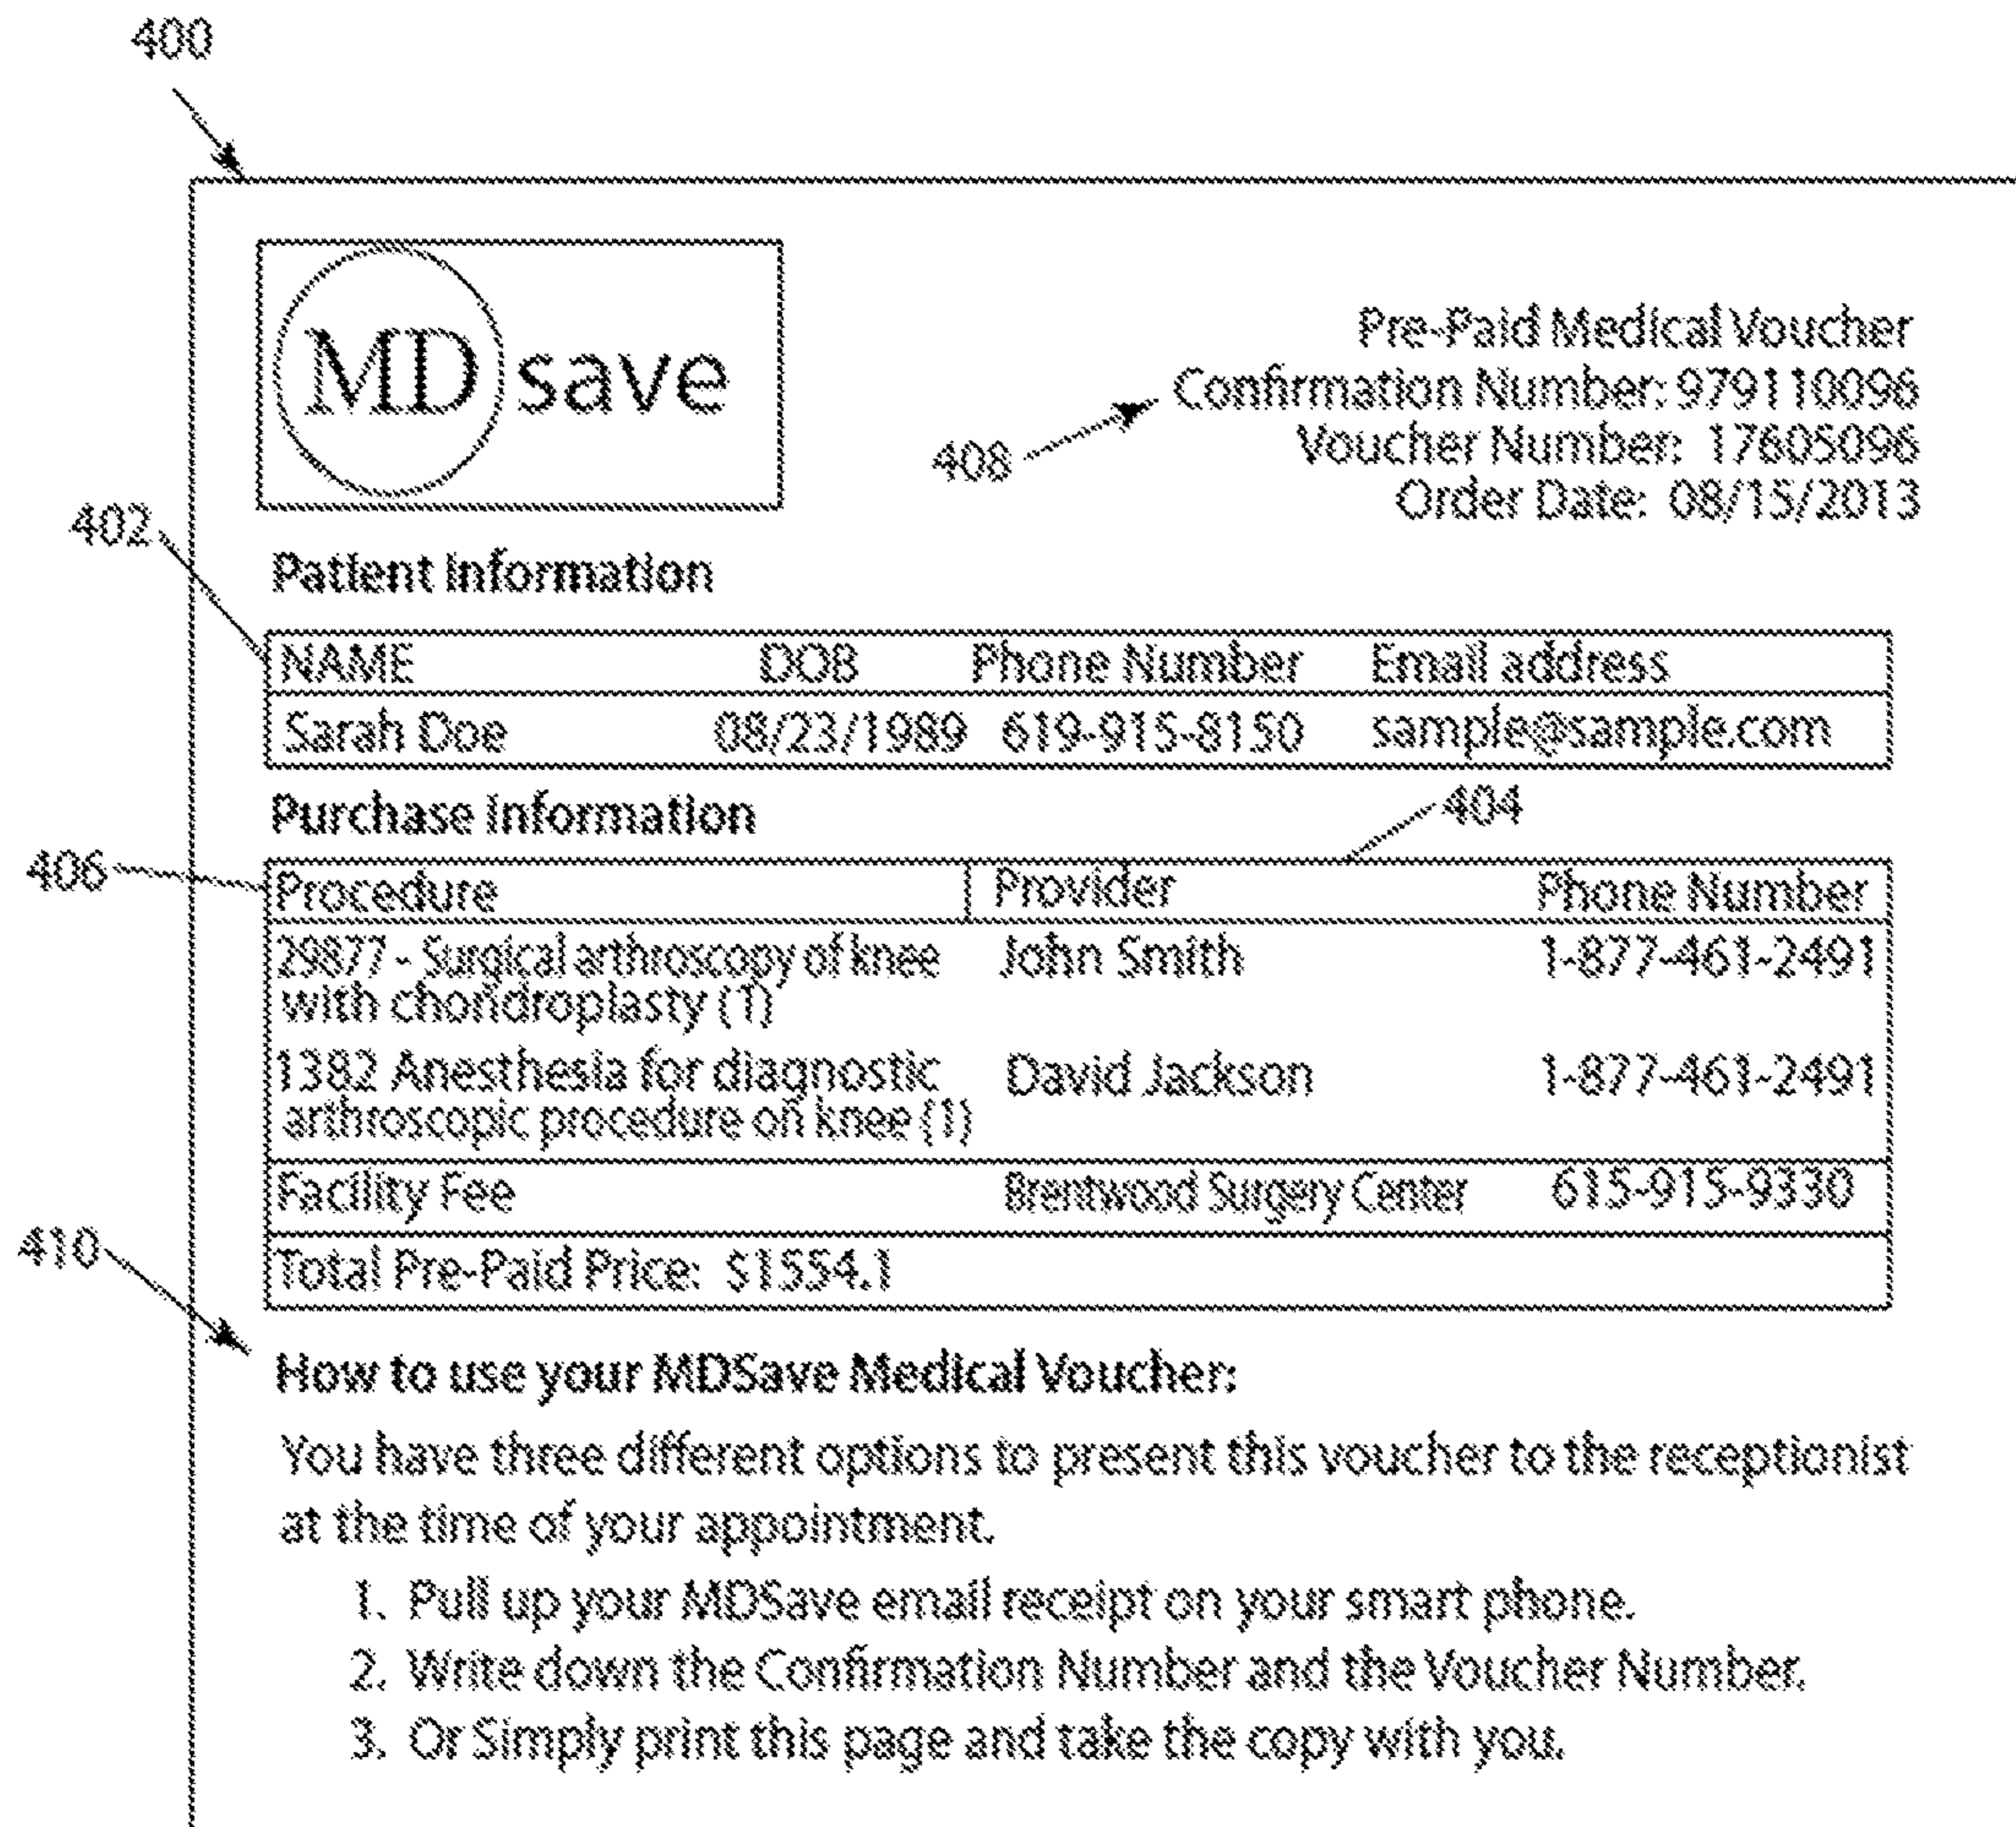 400
MD save
Pre-Paid Medical Voucher
408
Confirmation Number: 979110096
Voucher Number: 17605096
Order Date: 08/15/2013
402
Patient Information
NAME DOB Phone Number Email address
Sarah Doe 08/23/1989 619-915-8150 sample@sample.com
Purchase Information
404
406
Procedure Provider Phone Number
29877 - Surgical arthroscopy of knee John Smith 1-877-461-2491
with chondroplasty (1)
1382 Anesthesia for diagnostic David Jackson 1-877-461-2491
arthroscopic procedure on knee (1)
Facility Fee Brentwood Surgery Center 615-915-9330
410
Total Pre-Paid Price: $1554.1
How to use your MDSave Medical Voucher:
You have three different options to present this voucher to the receptionist
at the time of your appointment.
1. Pull up your MDSave email receipt on your smart phone.
2. Write down the Confirmation Number and the Voucher Number.
3. Or Simply print this page and take the copy with you.